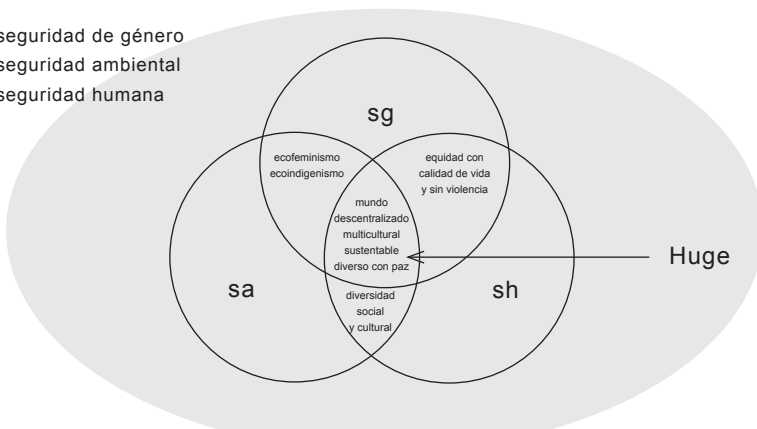 seguridad de género
seguridad ambiental
seguridad humana
sg
ecofeminismo
ecoindigenismo
equidad con
calidad de vida
y sin violencia
mundo
descentralizado
multicultural
sustentable
diverso con paz
Huge
sa
sh
diversidad
social
y cultural